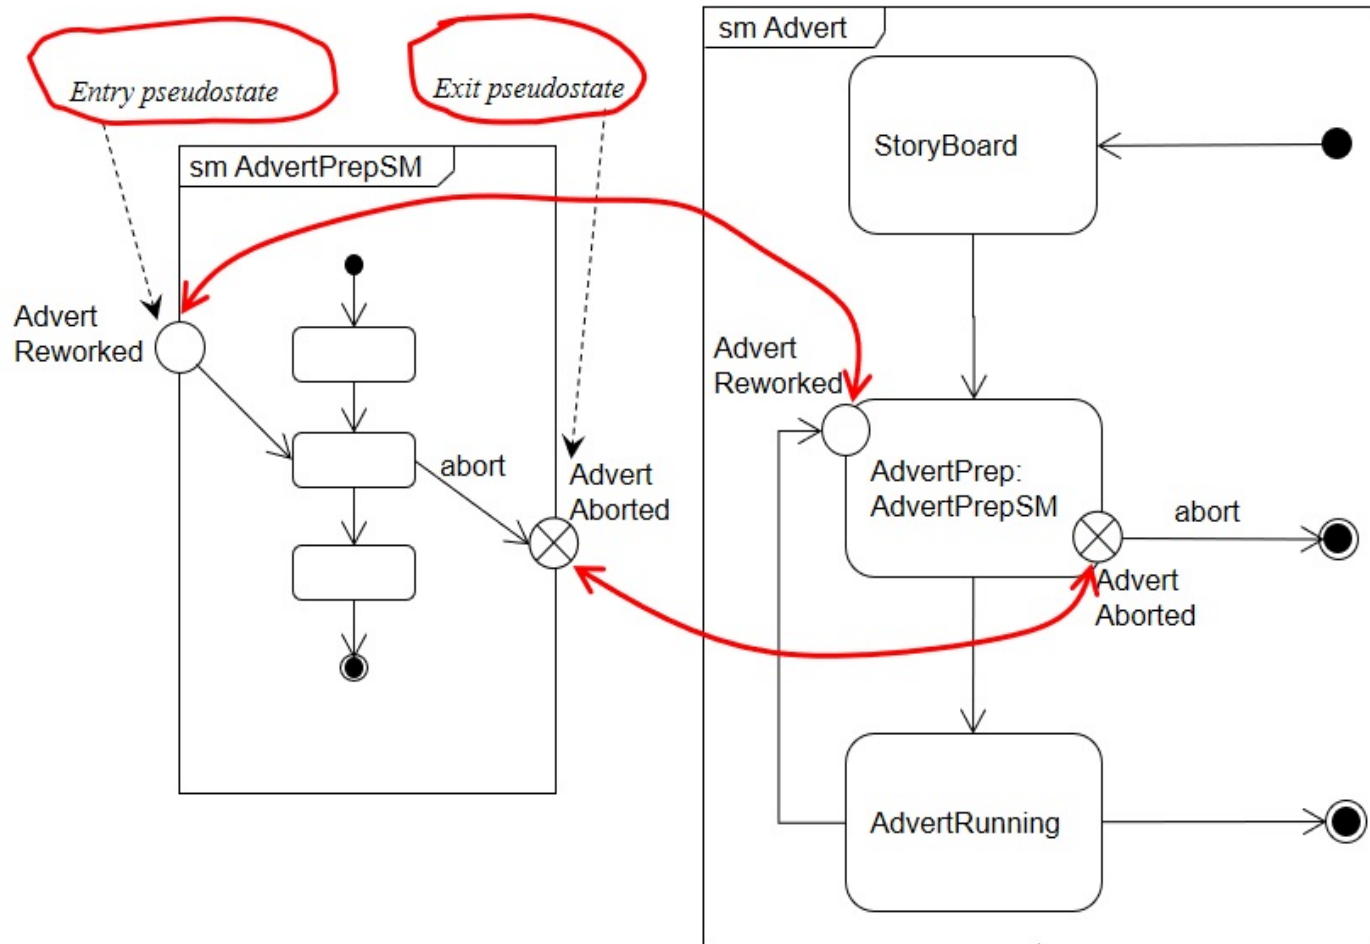 Entry pseudostate
Exit pseudostate
sm AdvertPrepSM
Advert
Reworked
abort
Advert
Aborted
sm Advert
StoryBoard
Advert
Reworked
AdvertPrep:
AdvertPrepSM
abort
Advert
Aborted
AdvertRunning